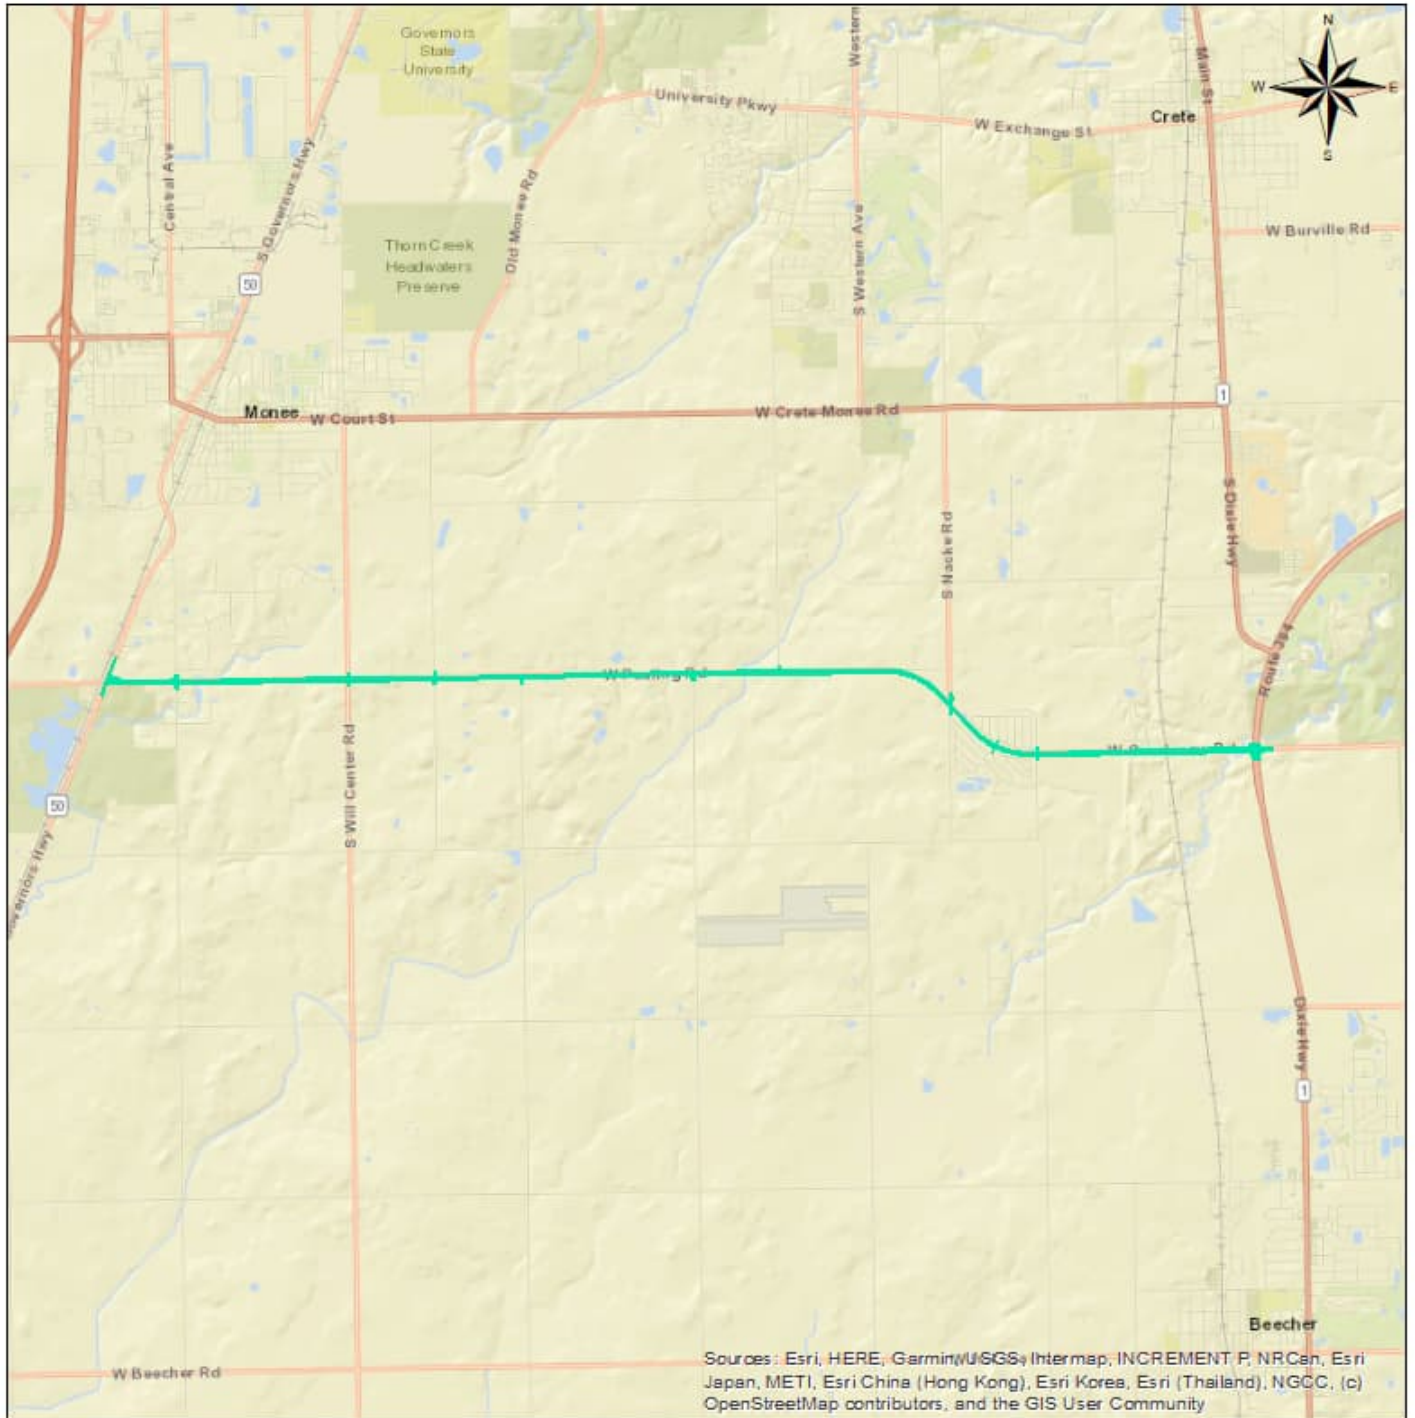 Governors
State
University
N
W
E
S
Western
Main St
University Pkwy
W Exchange St
Crete
Central Ave
S Governors Hwy
Old Monee Rd
S Western Ave
W Burville Rd
Thorn Creek
Headwaters
Preserve
50
1
Monee
W Court St
W Crete Monee Rd
S Dixie Hwy
S Nacke Rd
Route 394
W Pauling Rd
S Will Center Rd
50
Dixie Hwy
1
Beecher
W Beecher Rd
Sources: Esri, HERE, Garmin, USGS, Intermap, INCREMENT P, NRCan, Esri
Japan, METI, Esri China (Hong Kong), Esri Korea, Esri (Thailand), NGCC, (c)
OpenStreetMap contributors, and the GIS User Community